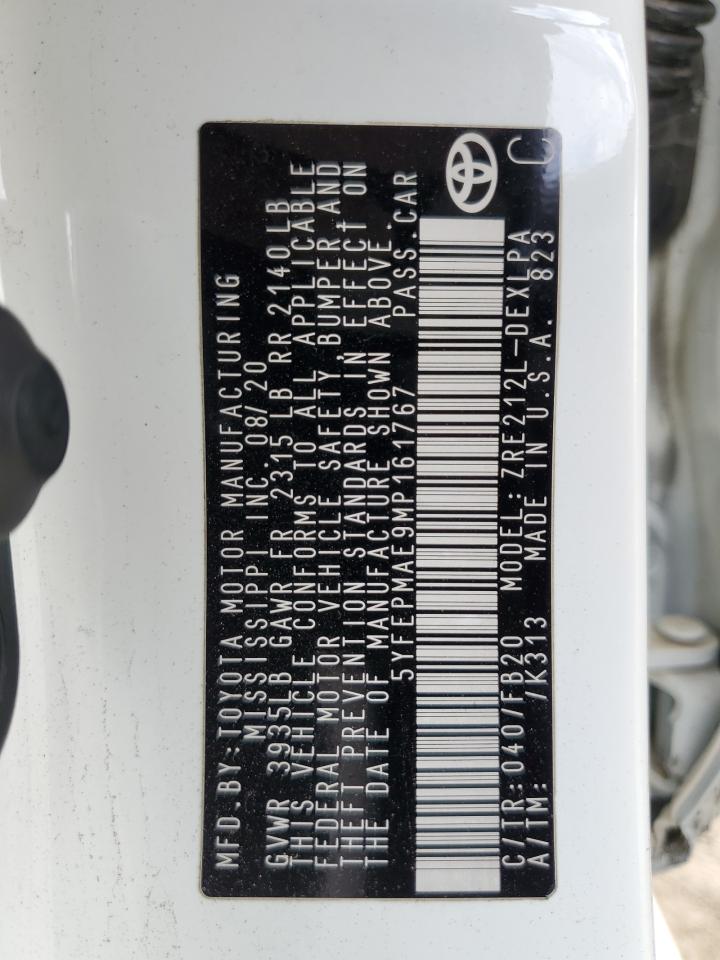 MFD.BY:TOYOTA MOTOR MANUFACTURING
MISSISSIPPI INC. 08/20
GVWR 3935LB GAWR FR 2315 LB RR 2140LB
THIS VEHICLE CONFORMS TO ALL APPLICABLE
FEDERAL MOTOR VEHICLE SAFETY,BUMPER AND
THEFT PREVENTION STANDARDS IN EFFECT ON
THE DATE OF MANUFACTURE SHOWN ABOVE.
5YFEPMAE9MP161767 PASS.CAR
C/TR:040/FB20 MODEL:ZRE212L-DEXLPA
A/TM: /K313 MADE IN U.S.A. 823
C